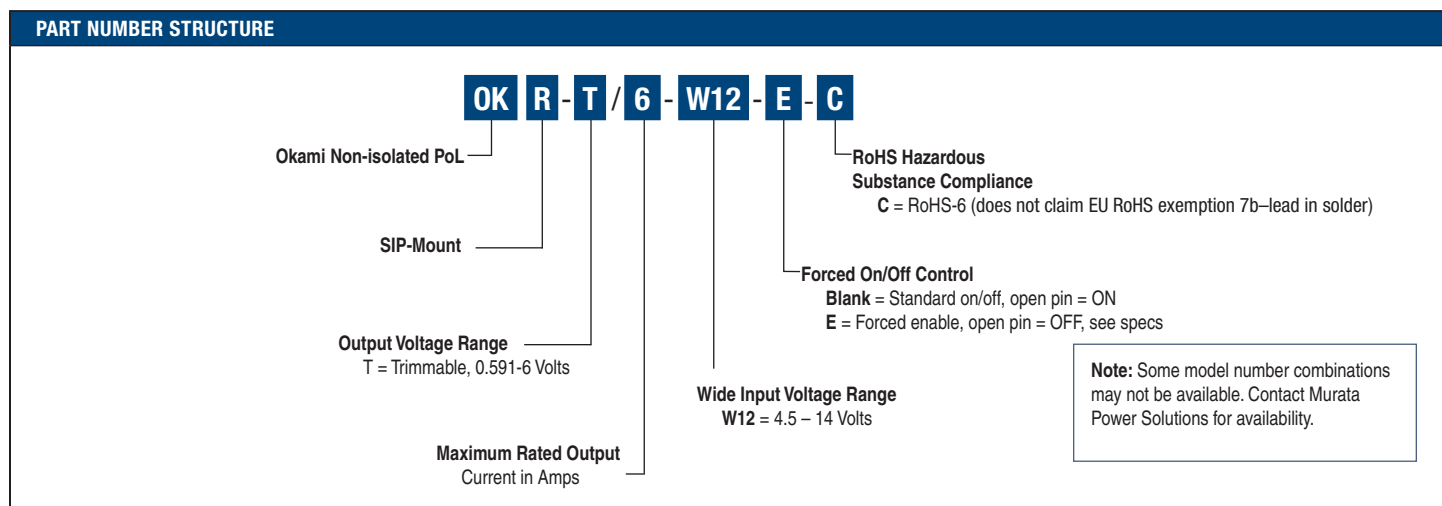 PART NUMBER STRUCTURE
OK R - T / 6 - W12 - E - C
Okami Non-isolated PoL
SIP-Mount
Output Voltage Range
T = Trimmable, 0.591-6 Volts
Maximum Rated Output
Current in Amps
Wide Input Voltage Range
W12 = 4.5 – 14 Volts
Forced On/Off Control
Blank = Standard on/off, open pin = ON
E = Forced enable, open pin = OFF, see specs
RoHS Hazardous
Substance Compliance
C = RoHS-6 (does not claim EU RoHS exemption 7b–lead in solder)
Note: Some model number combinations
may not be available. Contact Murata
Power Solutions for availability.